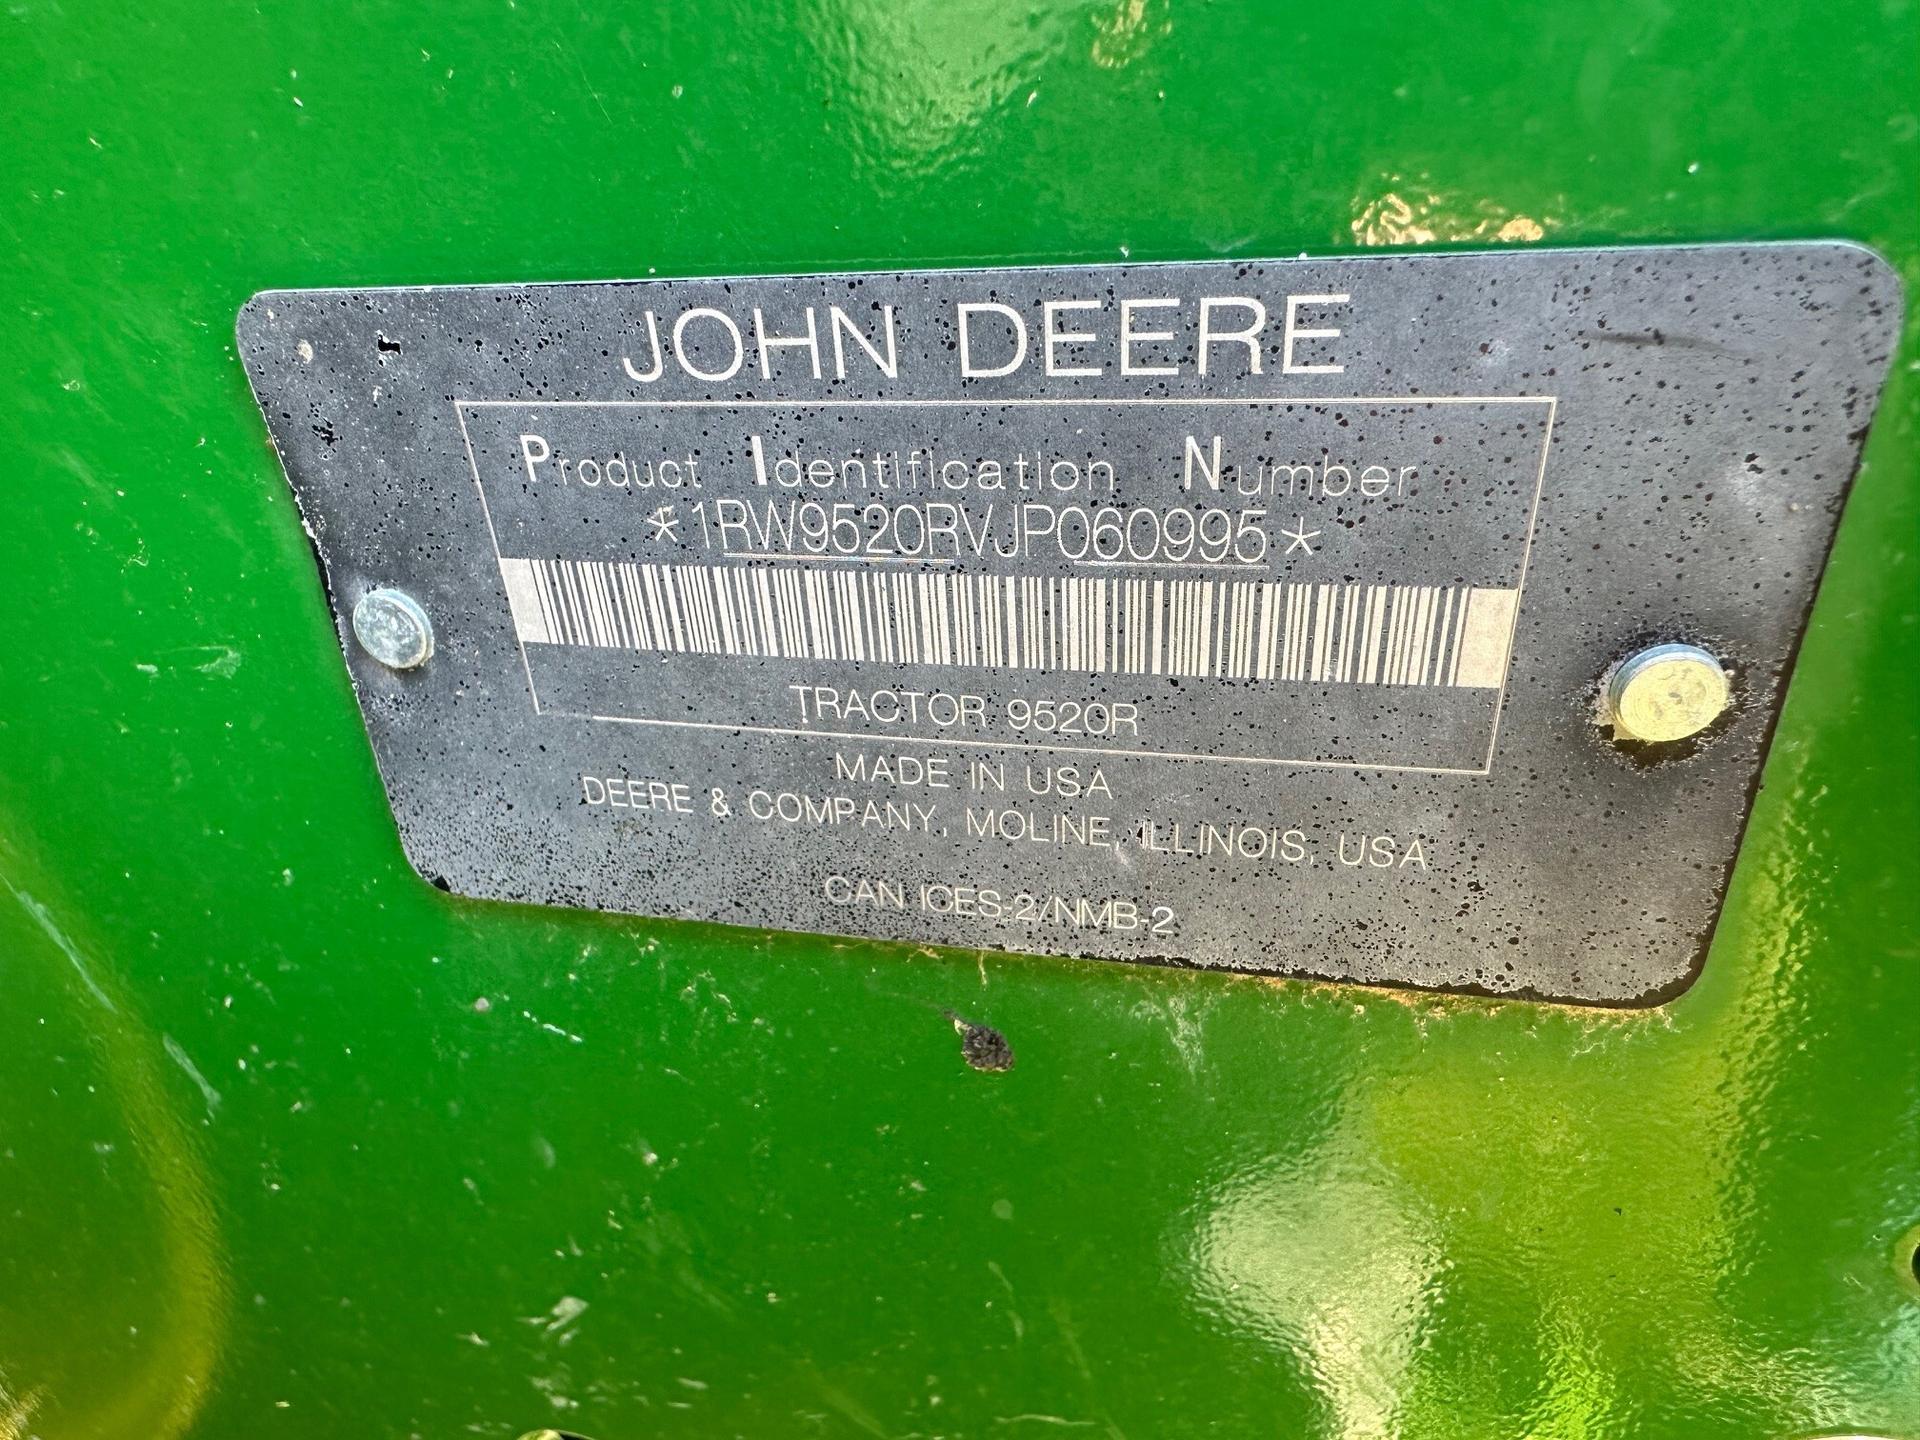 JOHN DEERE
Product Identification Number
*1RW9520RVJP060995*
TRACTOR 9520R
MADE IN USA
DEERE & COMPANY, MOLINE, ILLINOIS, USA
CAN ICES-2/NMB-2